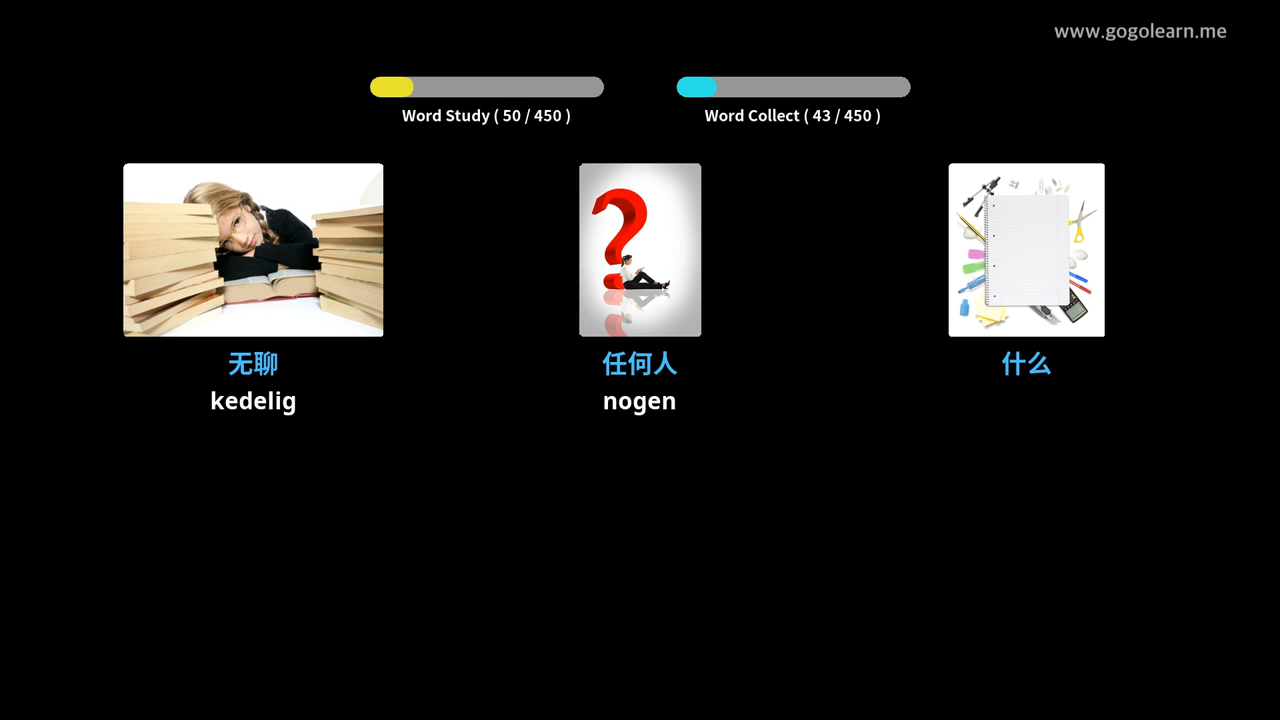 www.gogolearn.me
Word Study ( 50 / 450 )
Word Collect ( 43 / 450 )
无聊
任何人
什么
kedelig
nogen